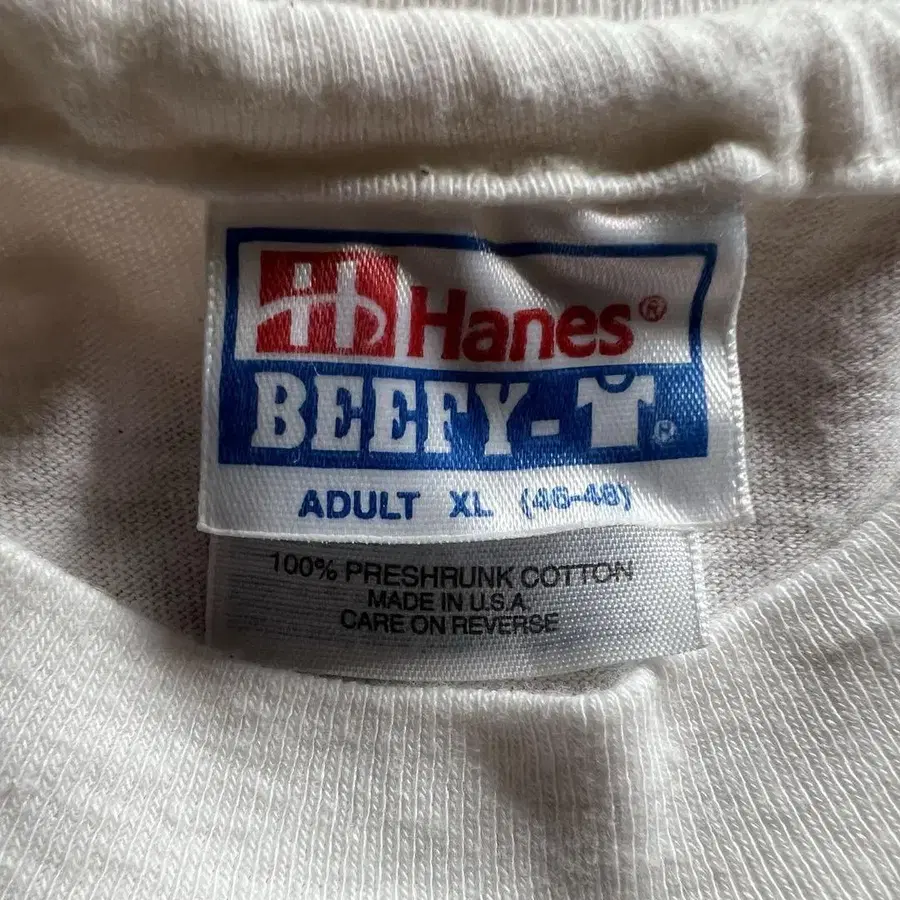 Hanes®
BEEFY-T®
ADULT XL (46-48)
100% PRESHRUNK COTTON
MADE IN U.S.A.
CARE ON REVERSE